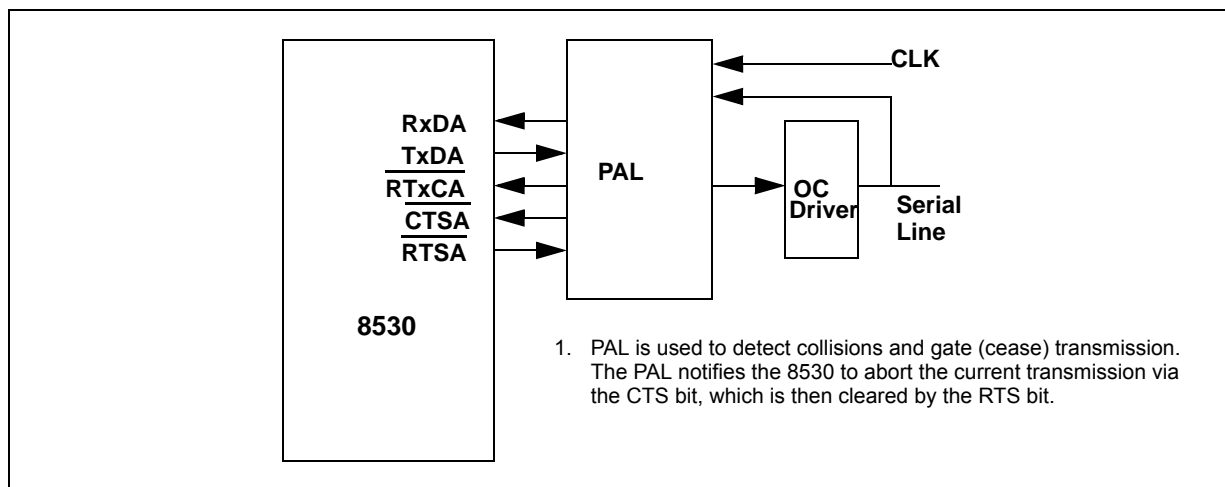 CLK
RxDA
TxDA
RTxCA
CTSA
RTSA
PAL
OC
Driver
Serial
Line
8530
1. PAL is used to detect collisions and gate (cease) transmission.
The PAL notifies the 8530 to abort the current transmission via
the CTS bit, which is then cleared by the RTS bit.